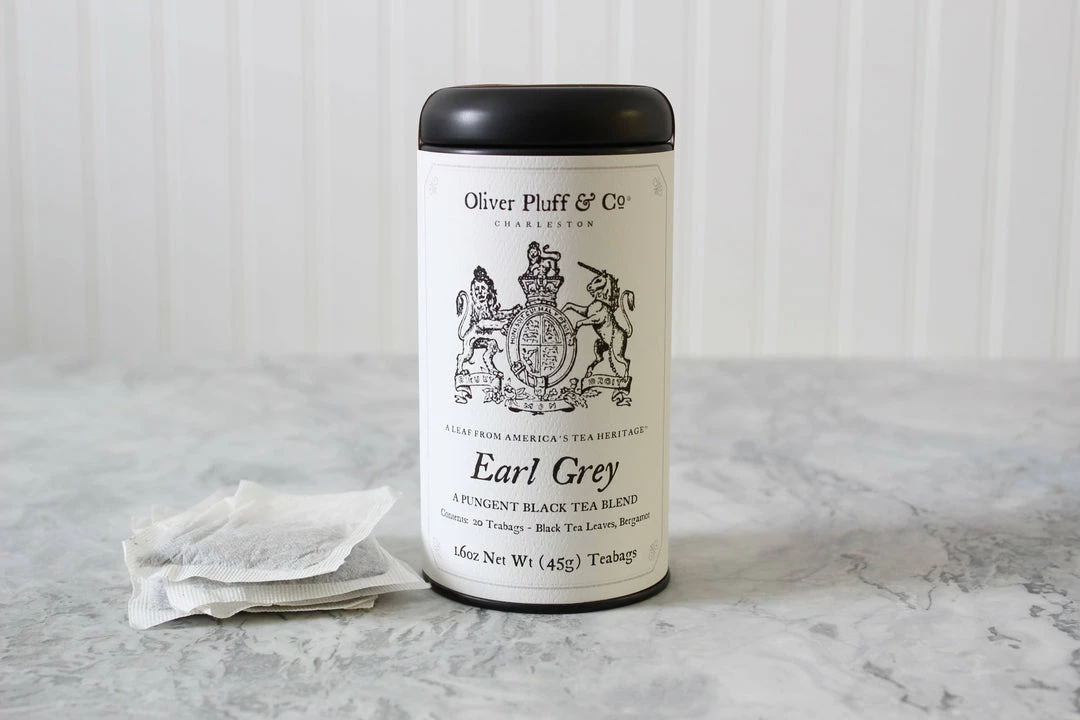 Oliver Pluff & Co®
CHARLESTON
A LEAF FROM AMERICA'S TEA HERITAGE™
Earl Grey
A PUNGENT BLACK TEA BLEND
Contents: 20 Teabags - Black Tea Leaves, Bergamot
1.6oz Net Wt (45g) Teabags